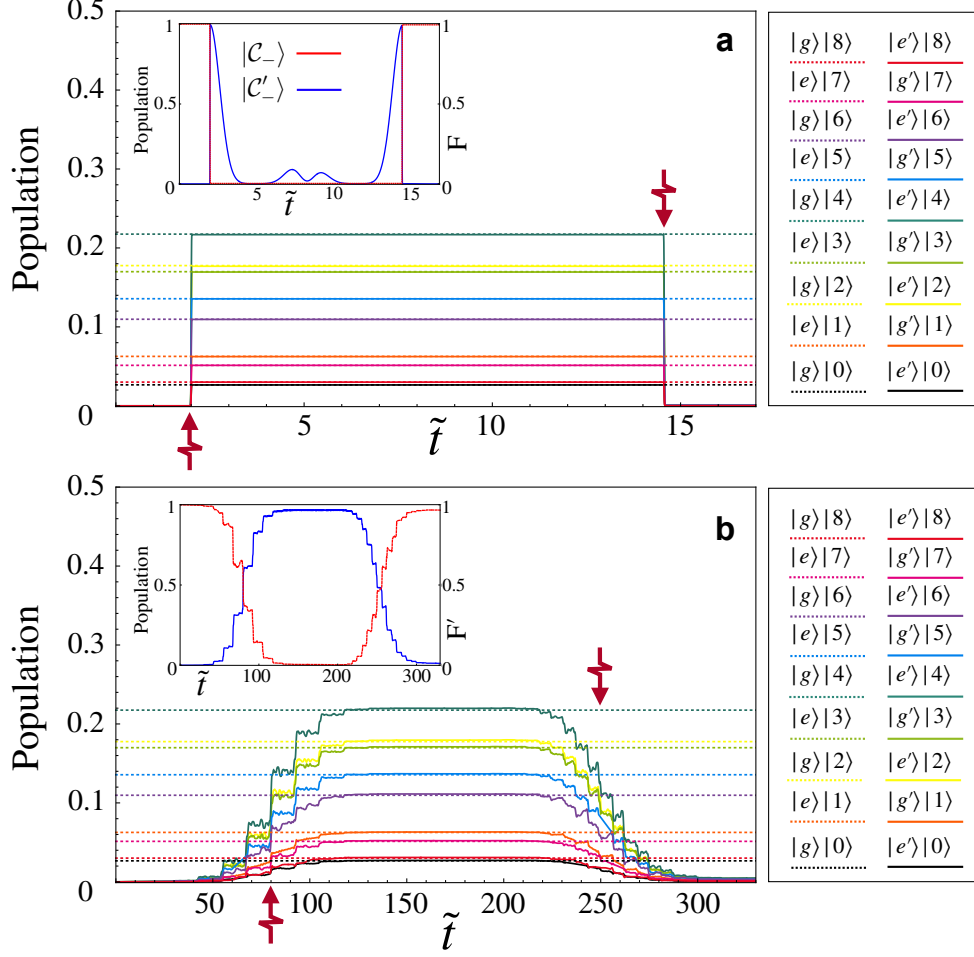 a
0.5
0.4
0.3
0.2
0.1
0
5
10
15
Population
t̃
1
0.5
0
5
10
15
1
0.5
0
Population
F
t̃
|𝒞₋⟩
|𝒞′₋⟩
|g⟩|8⟩ |e′⟩|8⟩
|e⟩|7⟩ |g′⟩|7⟩
|g⟩|6⟩ |e′⟩|6⟩
|e⟩|5⟩ |g′⟩|5⟩
|g⟩|4⟩ |e′⟩|4⟩
|e⟩|3⟩ |g′⟩|3⟩
|g⟩|2⟩ |e′⟩|2⟩
|e⟩|1⟩ |g′⟩|1⟩
|g⟩|0⟩ |e′⟩|0⟩
b
0.5
0.4
0.3
0.2
0.1
0
50
100
150
200
250
300
Population
t̃
1
0.5
0
100
200
300
1
0.5
0
Population
F′
t̃
|g⟩|8⟩ |e′⟩|8⟩
|e⟩|7⟩ |g′⟩|7⟩
|g⟩|6⟩ |e′⟩|6⟩
|e⟩|5⟩ |g′⟩|5⟩
|g⟩|4⟩ |e′⟩|4⟩
|e⟩|3⟩ |g′⟩|3⟩
|g⟩|2⟩ |e′⟩|2⟩
|e⟩|1⟩ |g′⟩|1⟩
|g⟩|0⟩ |e′⟩|0⟩